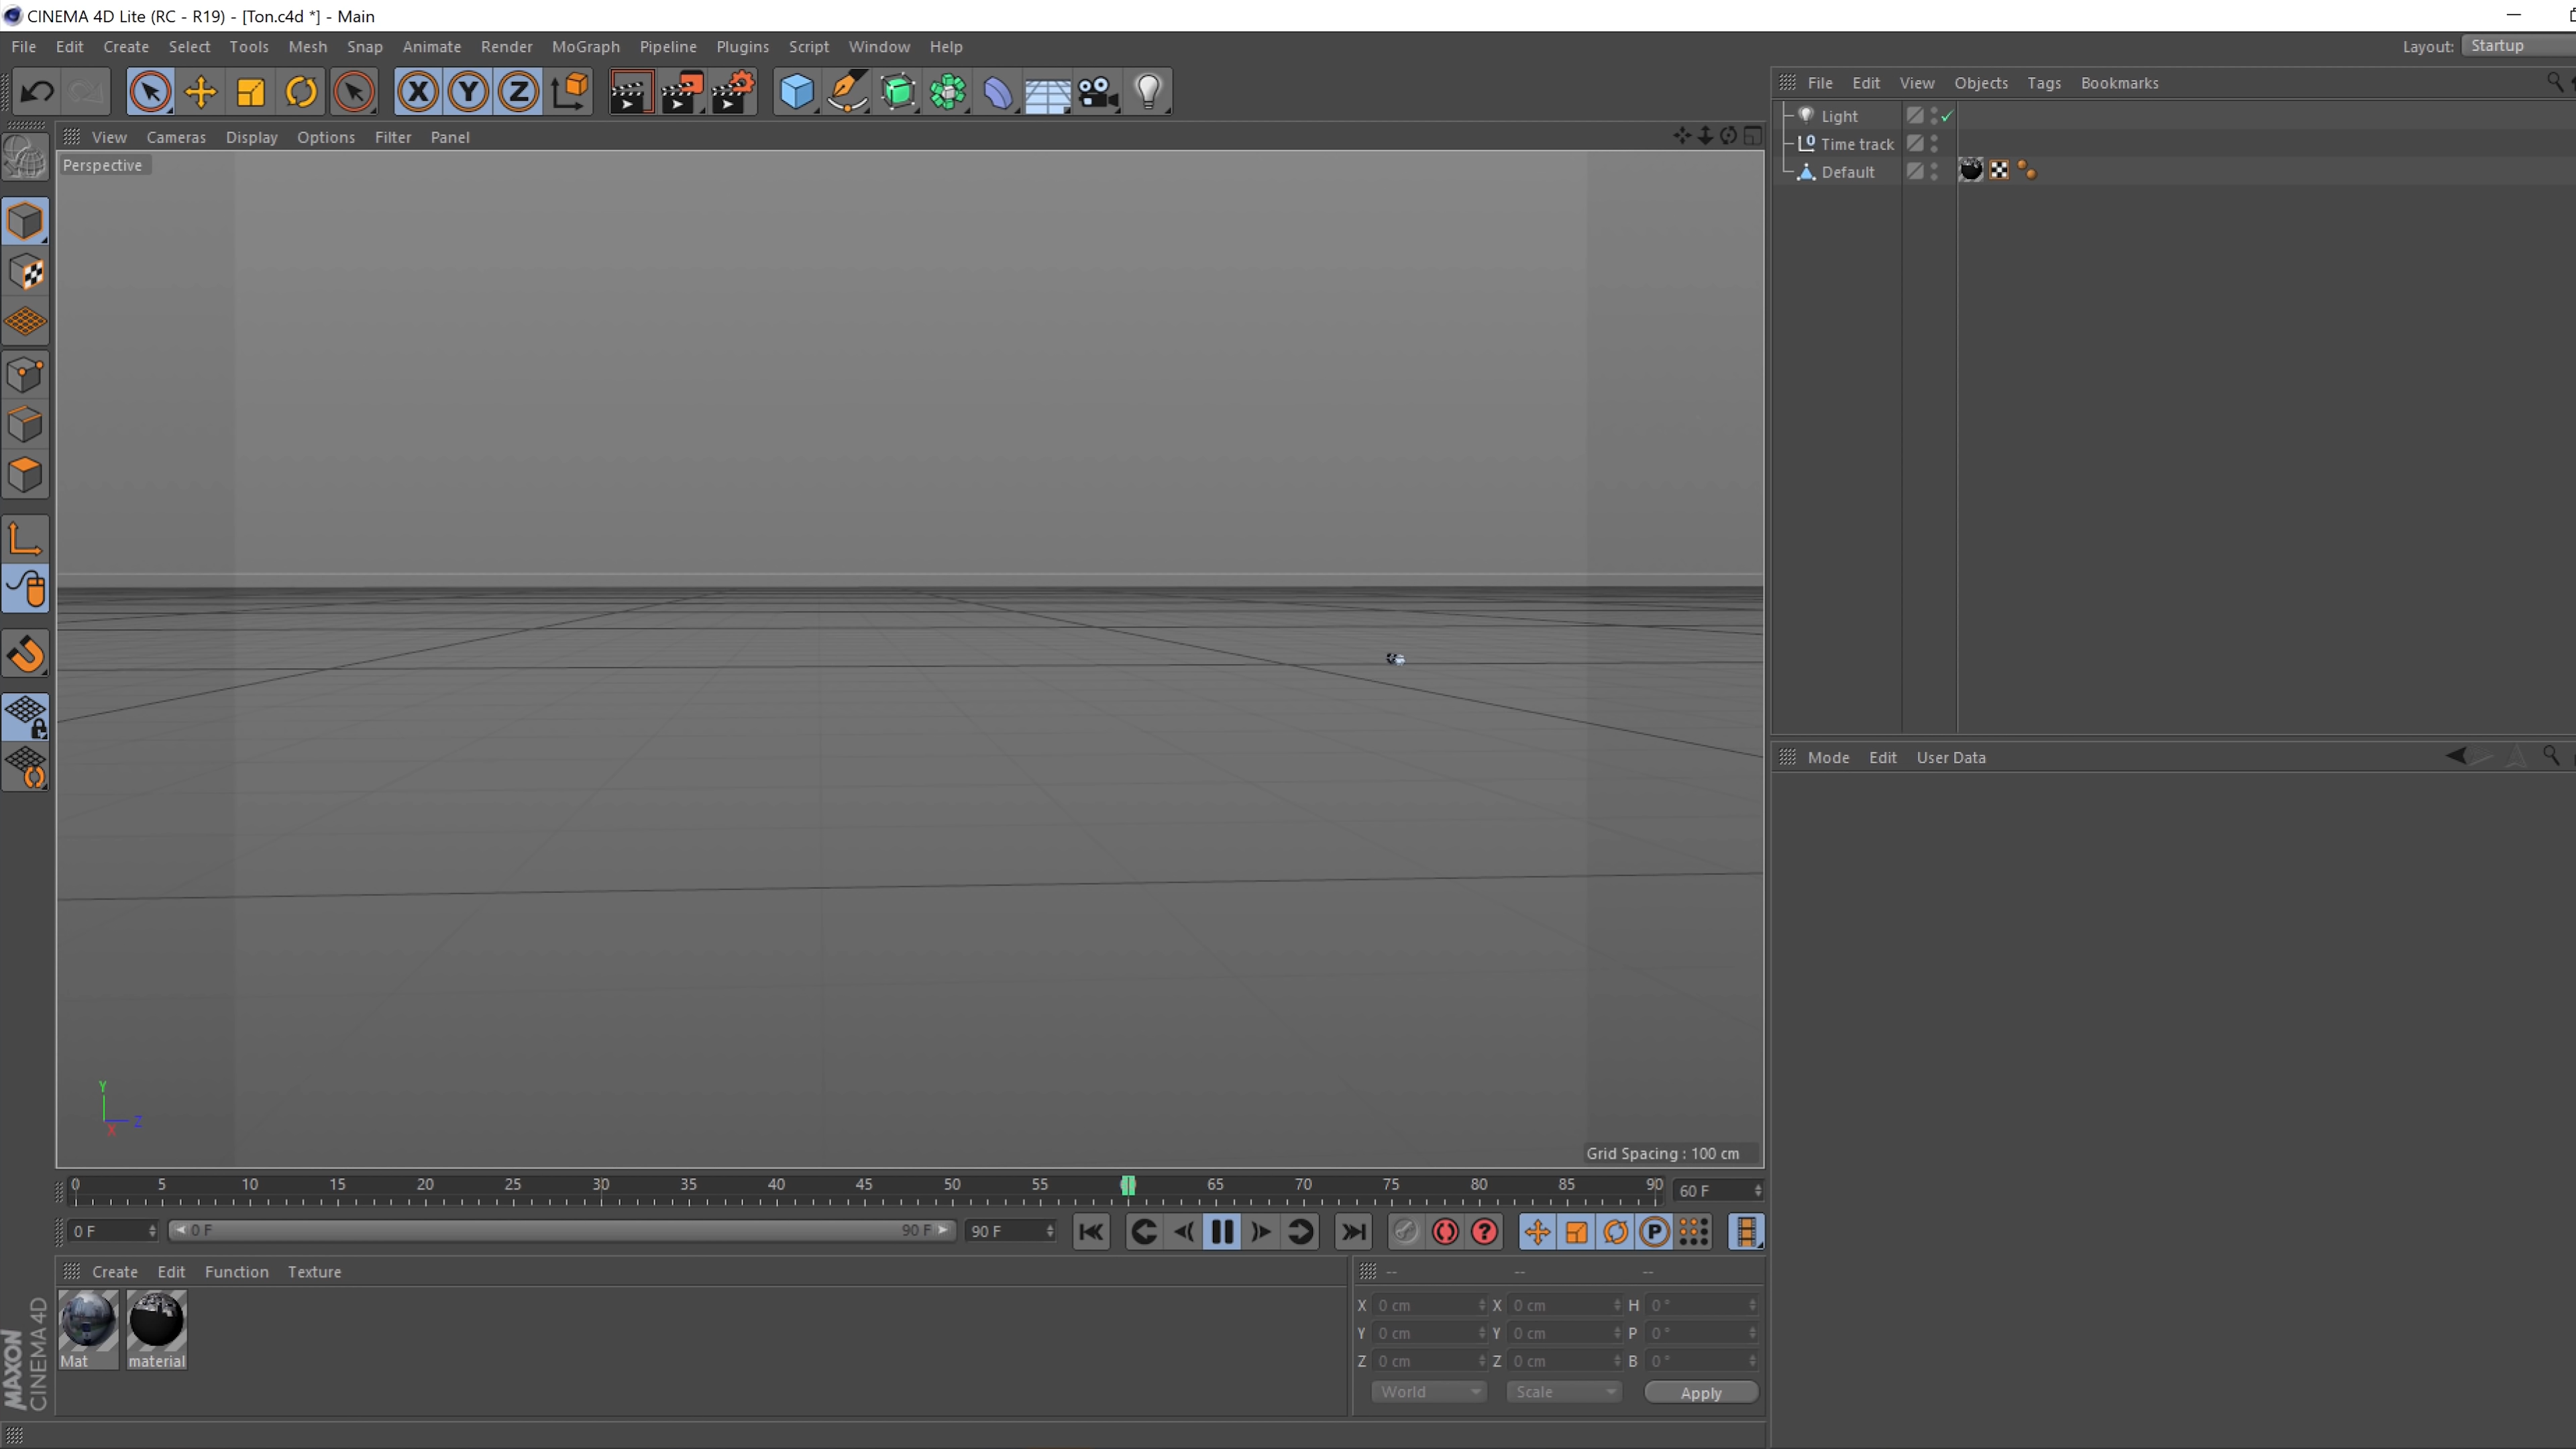 CINEMA 4D Lite (RC - R19) - [Ton.c4d *] - Main
File Edit Create Select Tools Mesh Snap Animate Render MoGraph Pipeline Plugins Script Window Help
Layout: Startup
X Y Z
File Edit View Objects Tags Bookmarks
View Cameras Display Options Filter Panel
Perspective
Light
0 Time track
Default
Mode Edit User Data
Y
Z
X
Grid Spacing : 100 cm
0 5 10 15 20 25 30 35 40 45 50 55 65 70 75 80 85 90 60 F
0 F 0 F 90 F 90 F ? P
Create Edit Function Texture
-- -- --
Mat material
X 0 cm X 0 cm H 0 °
Y 0 cm Y 0 cm P 0 °
Z 0 cm Z 0 cm B 0 °
World Scale Apply
MAXON
CINEMA 4D